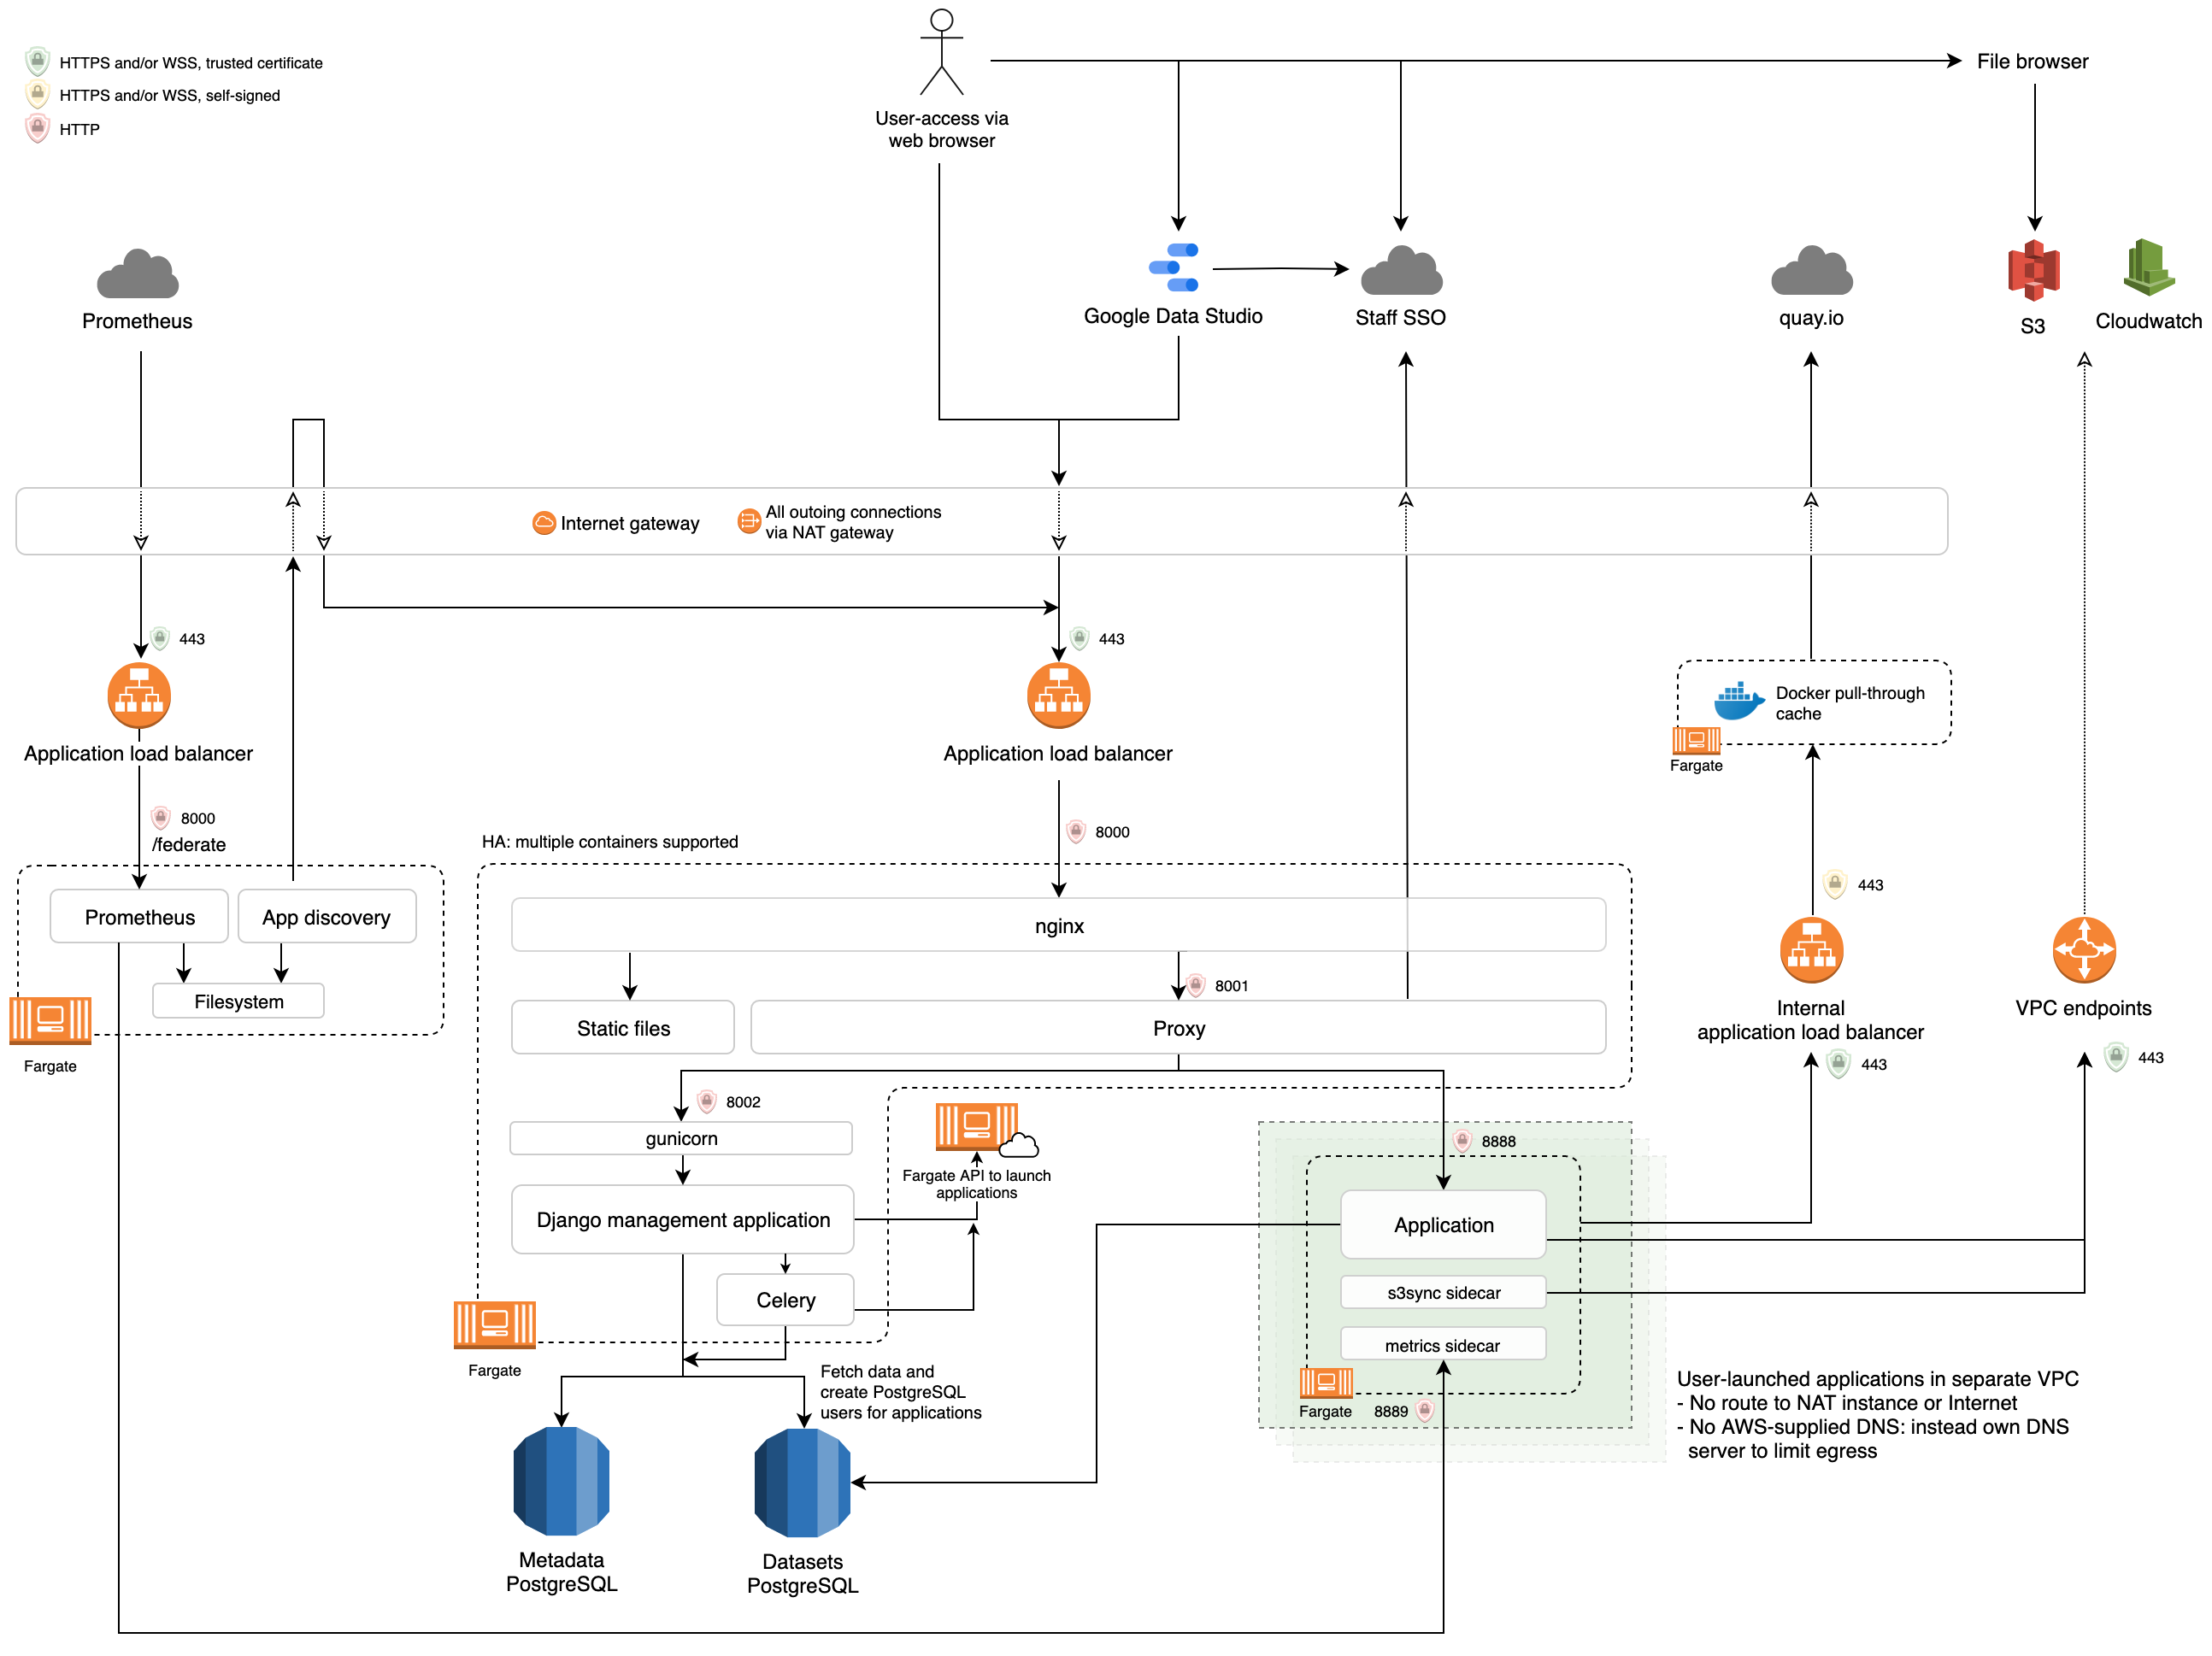 HTTPS and/or WSS, trusted certificate
HTTPS and/or WSS, self-signed
HTTP
User-access via
web browser
File browser
Prometheus
Google Data Studio
Staff SSO
quay.io
S3
Cloudwatch
Internet gateway
All outoing connections
via NAT gateway
443
443
Application load balancer
Application load balancer
Docker pull-through
cache
Fargate
8000
/federate
8000
HA: multiple containers supported
443
Prometheus
App discovery
nginx
Filesystem
8001
Static files
Proxy
Internal
application load balancer
VPC endpoints
Fargate
443
443
8002
gunicorn
8888
Fargate API to launch
applications
Django management application
Application
Celery
s3sync sidecar
metrics sidecar
Fargate
Fargate
8889
Fetch data and
create PostgreSQL
users for applications
User-launched applications in separate VPC
- No route to NAT instance or Internet
- No AWS-supplied DNS: instead own DNS
server to limit egress
Metadata
PostgreSQL
Datasets
PostgreSQL